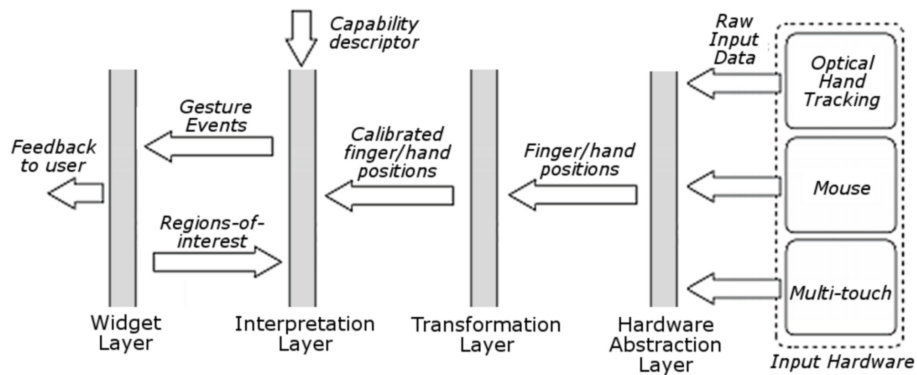 Capability
descriptor
Raw
Input
Data
Optical
Hand
Tracking
Gesture
Events
Feedback
to user
Calibrated
finger/hand
positions
Finger/hand
positions
Mouse
Regions-of-
interest
Multi-touch
Widget
Layer
Interpretation
Layer
Transformation
Layer
Hardware
Abstraction
Layer
Input Hardware